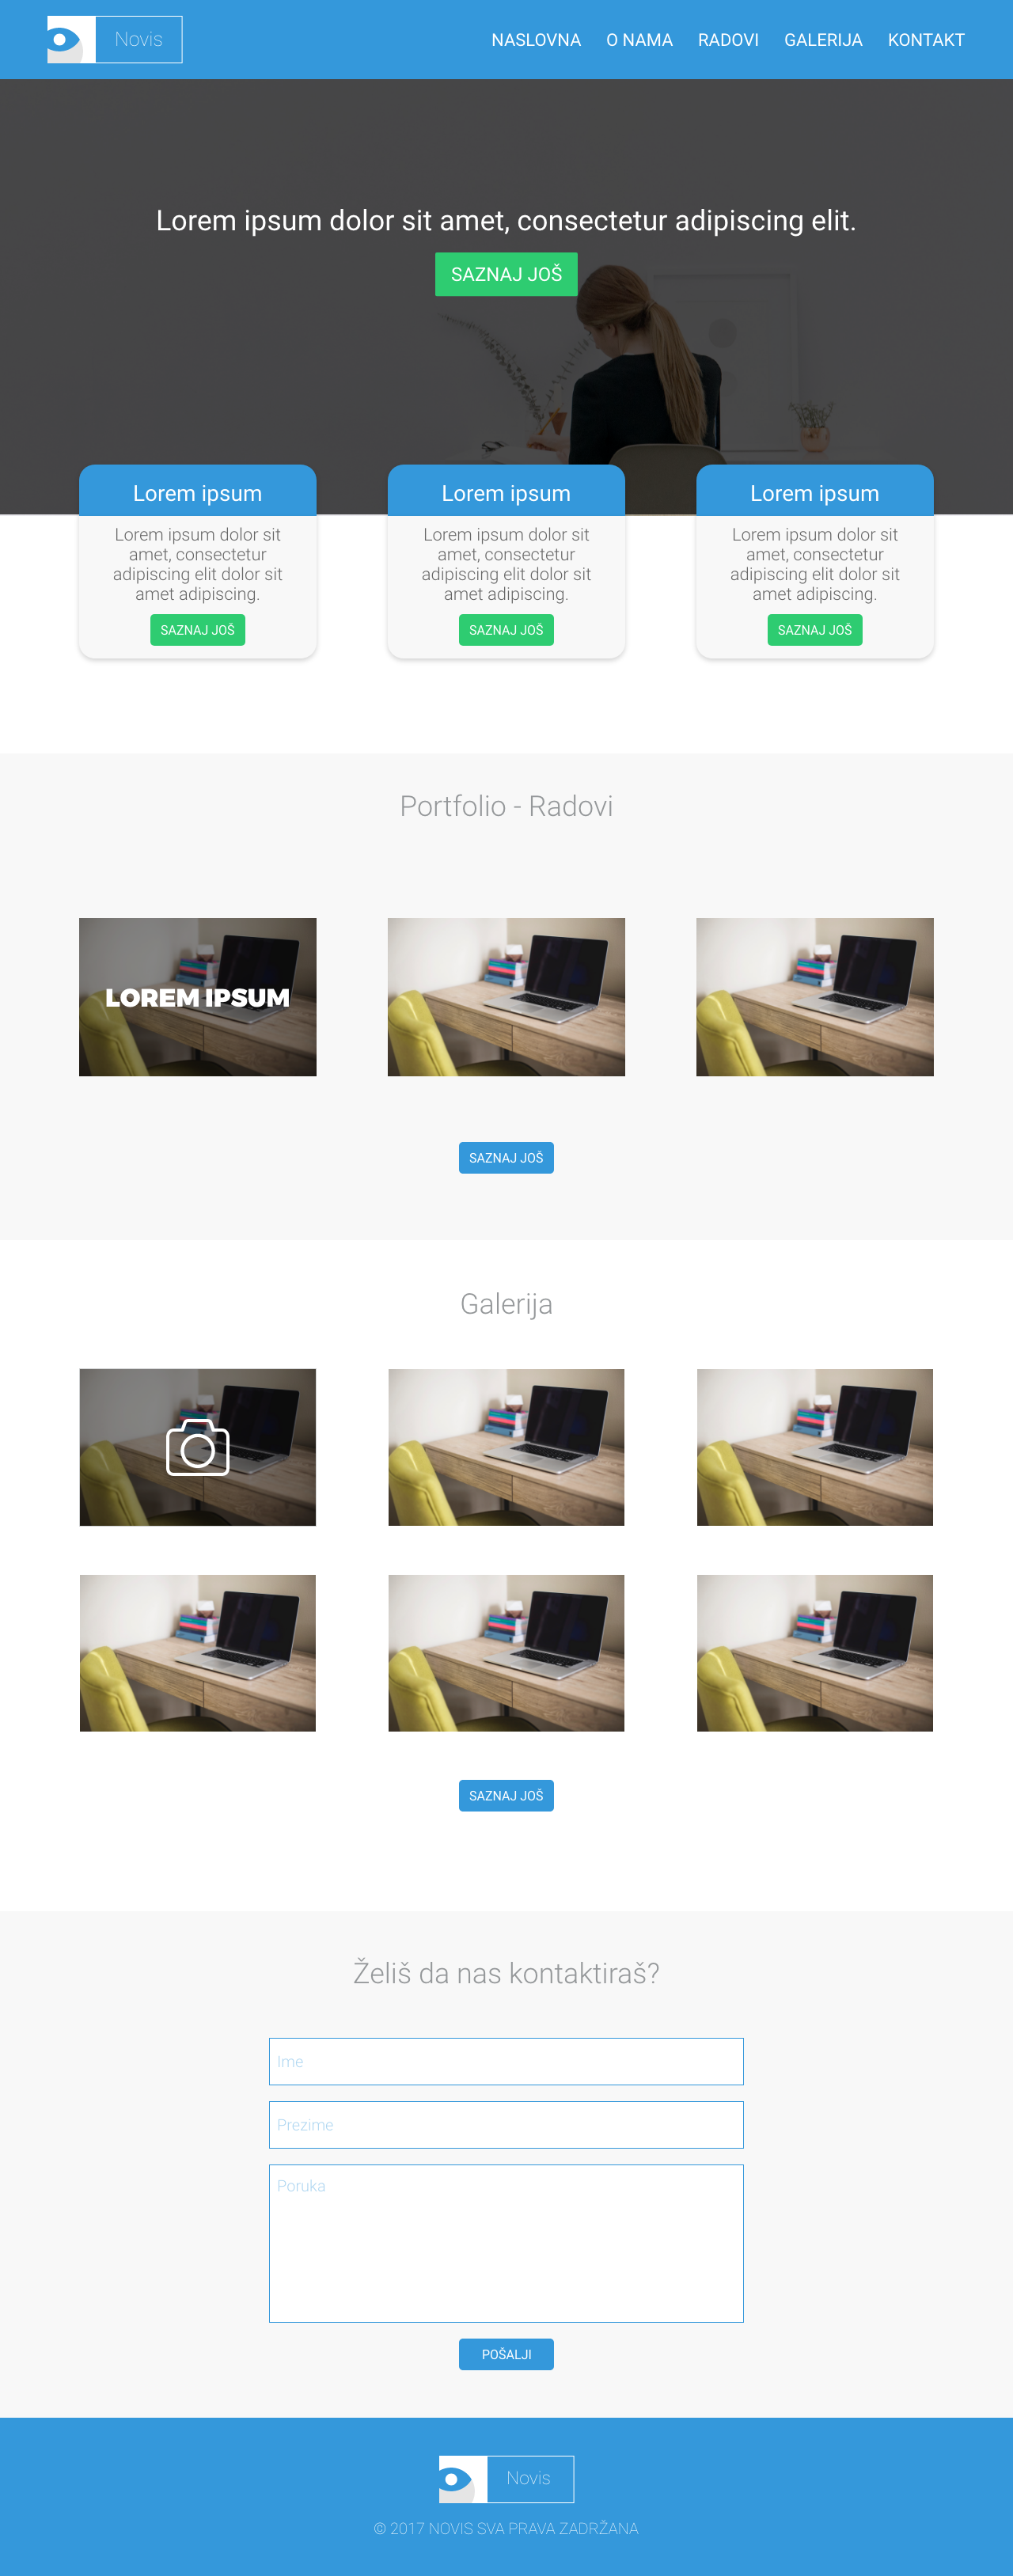 Novis
NASLOVNA O NAMA RADOVI GALERIJA KONTAKT
Lorem ipsum dolor sit amet, consectetur adipiscing elit.
SAZNAJ JOŠ
Lorem ipsum
Lorem ipsum dolor sit
amet, consectetur
adipiscing elit dolor sit
amet adipiscing.
SAZNAJ JOŠ
Lorem ipsum
Lorem ipsum dolor sit
amet, consectetur
adipiscing elit dolor sit
amet adipiscing.
SAZNAJ JOŠ
Lorem ipsum
Lorem ipsum dolor sit
amet, consectetur
adipiscing elit dolor sit
amet adipiscing.
SAZNAJ JOŠ
Portfolio - Radovi
LOREM IPSUM
SAZNAJ JOŠ
Galerija
SAZNAJ JOŠ
Želiš da nas kontaktiraš?
Ime
Prezime
Poruka
POŠALJI
Novis
© 2017 NOVIS SVA PRAVA ZADRŽANA